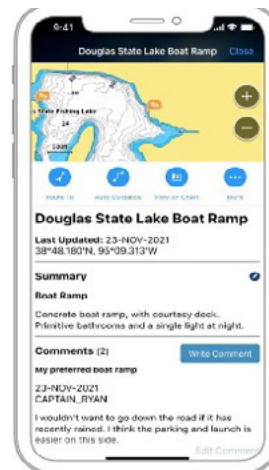 9:41
Douglas State Lake Boat Ramp Close
State Fishing Lake
24
500ft
Route To Auto Guidance View on Chart More
Douglas State Lake Boat Ramp
Last Updated: 23-NOV-2021
38°48.180'N, 95°09.313'W
Summary
Boat Ramp
Concrete boat ramp, with courtesy dock.
Primitive bathrooms and a single light at night.
Comments (2) Write Comment
My preferred boat ramp
23-NOV-2021
CAPTAIN_RYAN
I wouldn't want to go down the road if it has
recently rained. I think the parking and launch is
easier on this side.
Edit Comment